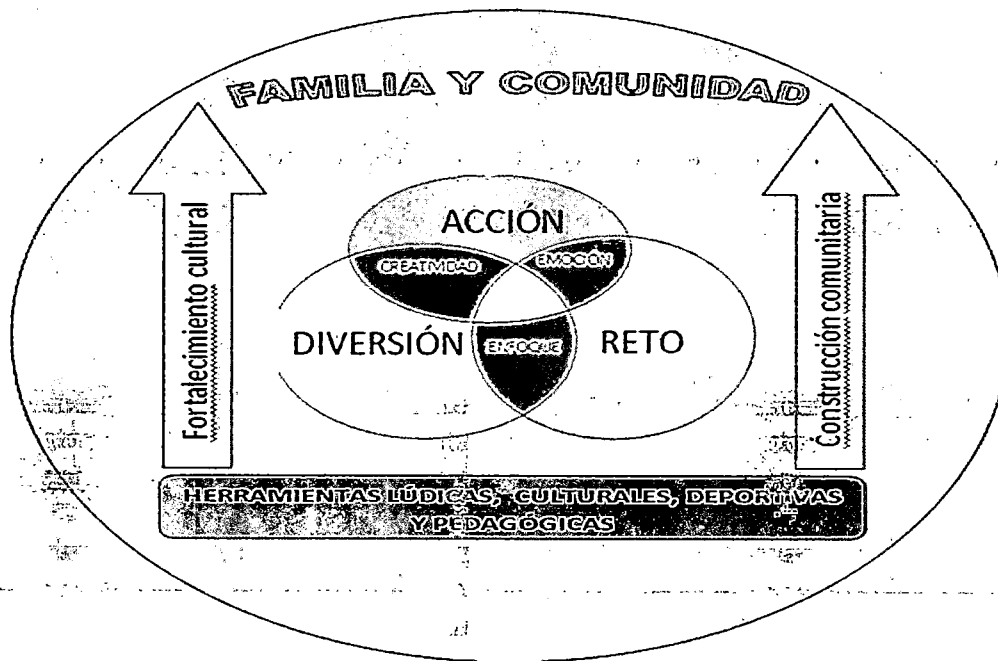 FAMILIA Y COMUNIDAD
Fortalecimiento cultural
ACCIÓN
CREATIVIDAD
EMOCIÓN
DIVERSIÓN
ENFOQUE
RETO
Construcción comunitaria
HERRAMIENTAS LÚDICAS, CULTURALES, DEPORTIVAS
Y PEDAGÓGICAS